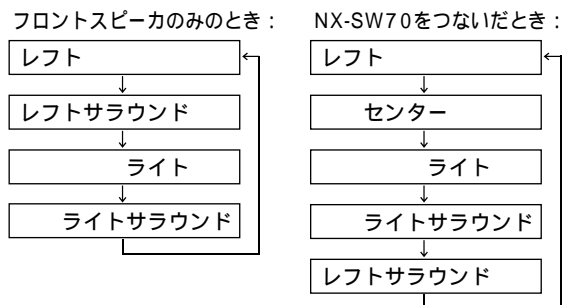 フロントスピーカのみのとき：
レフト
レフトサラウンド
ライト
ライトサラウンド
NX-SW70をつないだとき：
レフト
センター
ライト
ライトサラウンド
レフトサラウンド